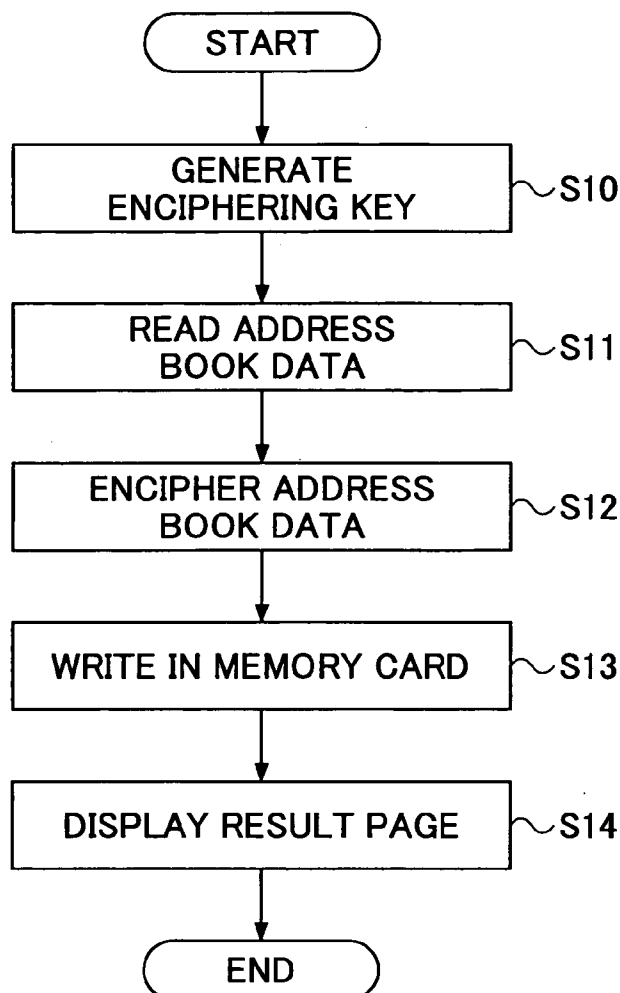 START
GENERATE
ENCIPHERING KEY
S10
READ ADDRESS
BOOK DATA
S11
ENCIPHER ADDRESS
BOOK DATA
S12
WRITE IN MEMORY CARD
S13
DISPLAY RESULT PAGE
S14
END